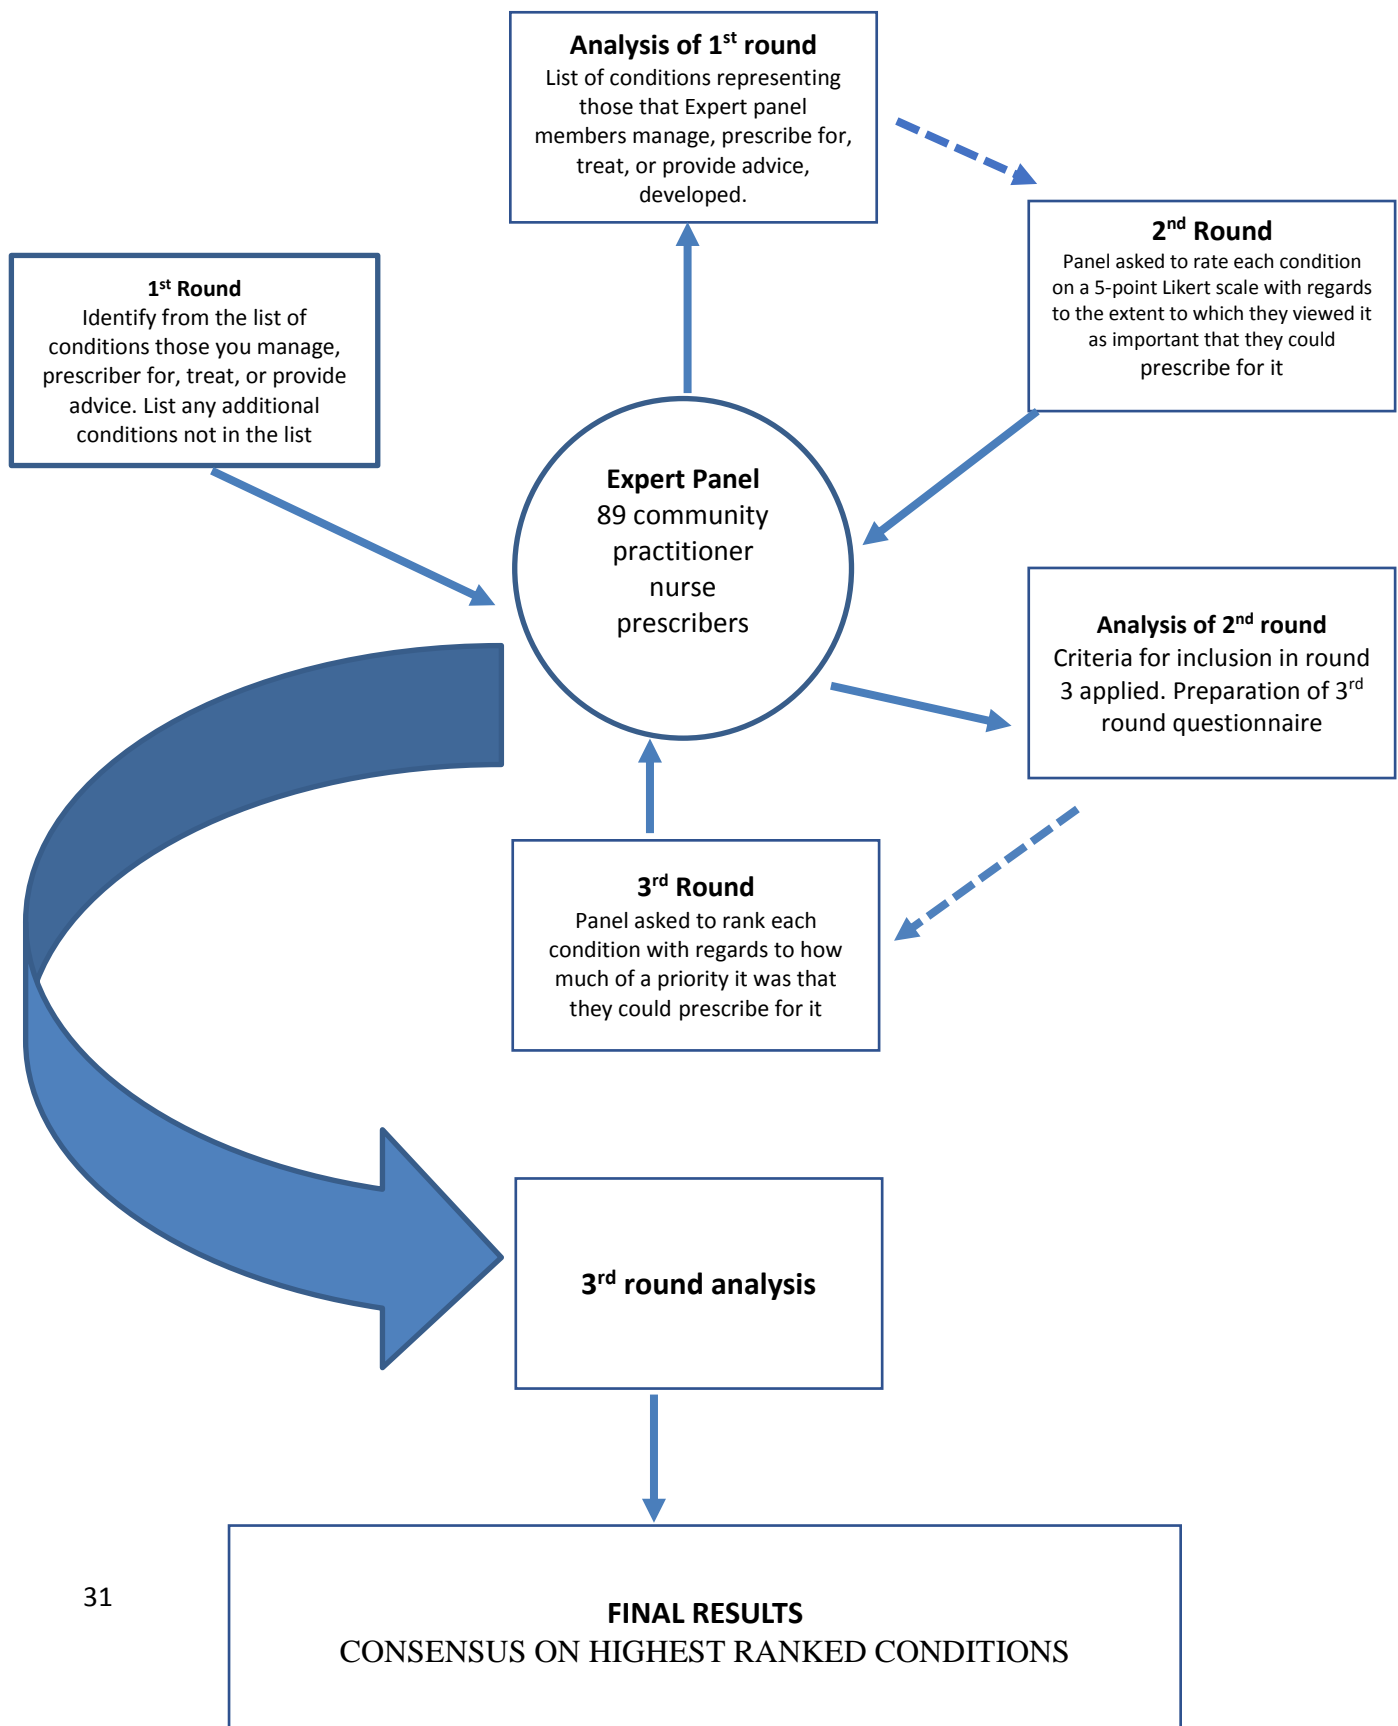 Analysis of 1st round
List of conditions representing
those that Expert panel
members manage, prescribe for,
treat, or provide advice,
developed.
1st Round
Identify from the list of
conditions those you manage,
prescriber for, treat, or provide
advice. List any additional
conditions not in the list
2nd Round
Panel asked to rate each condition
on a 5-point Likert scale with regards
to the extent to which they viewed it
as important that they could
prescribe for it
Expert Panel
89 community
practitioner
nurse
prescribers
Analysis of 2nd round
Criteria for inclusion in round
3 applied. Preparation of 3rd
round questionnaire
3rd Round
Panel asked to rank each
condition with regards to how
much of a priority it was that
they could prescribe for it
3rd round analysis
31
FINAL RESULTS
CONSENSUS ON HIGHEST RANKED CONDITIONS